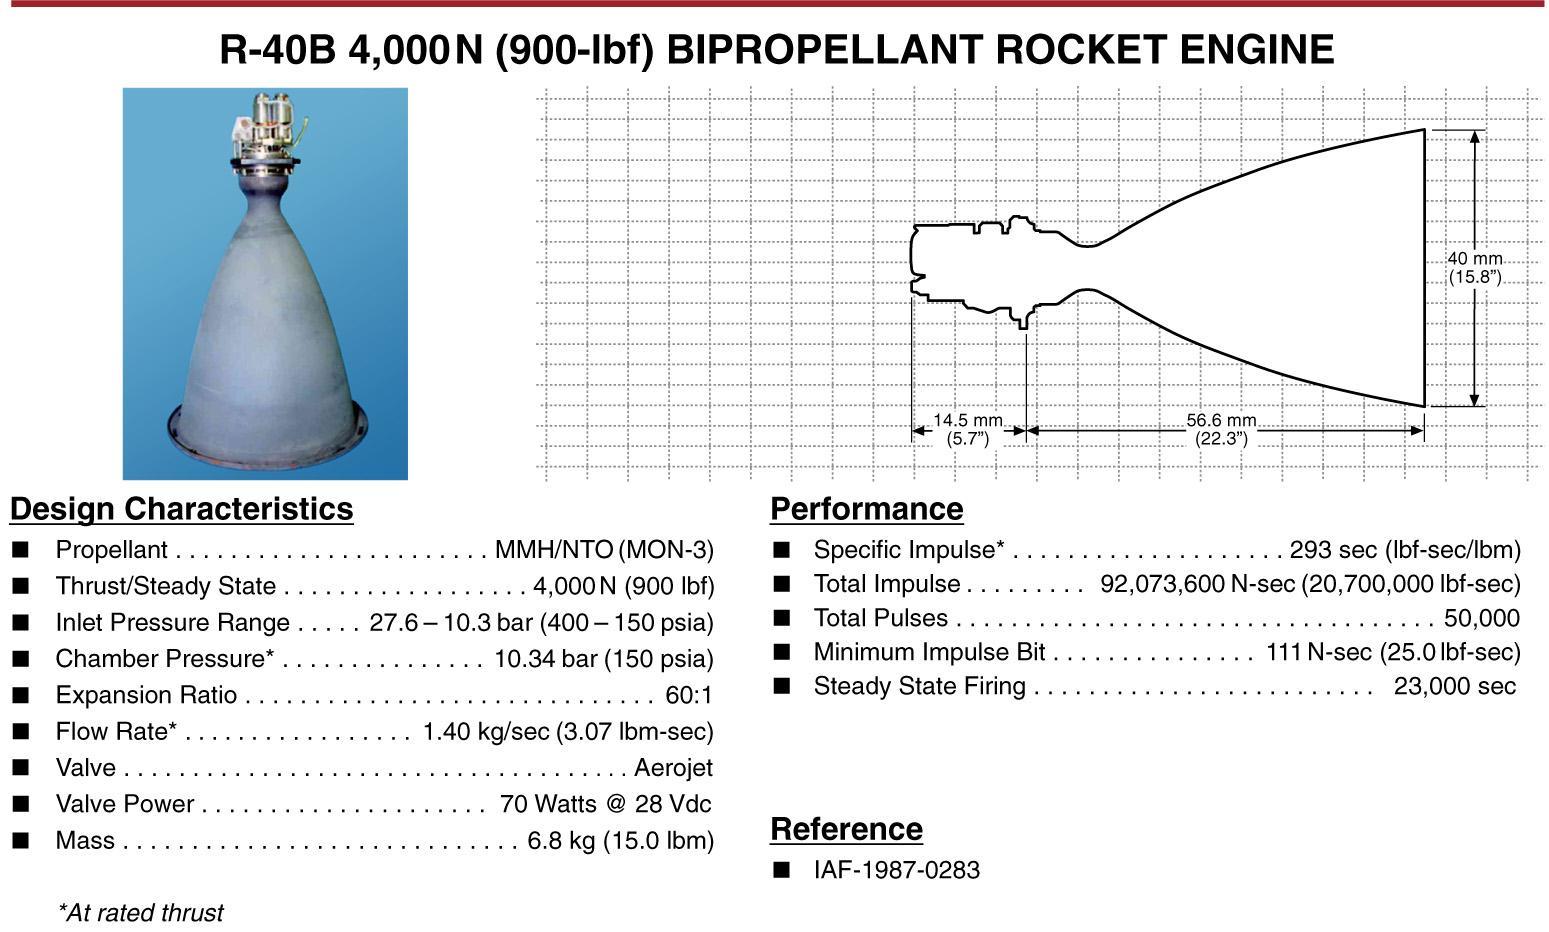 R-40B 4,000N (900-lbf) BIPROPELLANT ROCKET ENGINE
40 mm
(15.8”)
14.5 mm
(5.7”)
56.6 mm
(22.3”)
Design Characteristics
■ Propellant . . . . . . . . . . . . . . . . . . . . . . . MMH/NTO (MON-3)
■ Thrust/Steady State . . . . . . . . . . . . . . . . . . 4,000N (900 lbf)
■ Inlet Pressure Range . . . . . 27.6 – 10.3 bar (400 – 150 psia)
■ Chamber Pressure* . . . . . . . . . . . . . . . 10.34 bar (150 psia)
■ Expansion Ratio . . . . . . . . . . . . . . . . . . . . . . . . . . . . . . 60:1
■ Flow Rate* . . . . . . . . . . . . . . . . . 1.40 kg/sec (3.07 lbm-sec)
■ Valve . . . . . . . . . . . . . . . . . . . . . . . . . . . . . . . . . . . . . Aerojet
■ Valve Power . . . . . . . . . . . . . . . . . . . . . 70 Watts @ 28 Vdc
■ Mass . . . . . . . . . . . . . . . . . . . . . . . . . . . . . 6.8 kg (15.0 lbm)
*At rated thrust
Performance
■ Specific Impulse* . . . . . . . . . . . . . . . . . . . . 293 sec (lbf-sec/lbm)
■ Total Impulse . . . . . . . . . 92,073,600 N-sec (20,700,000 lbf-sec)
■ Total Pulses . . . . . . . . . . . . . . . . . . . . . . . . . . . . . . . . . . . . 50,000
■ Minimum Impulse Bit . . . . . . . . . . . . . . . 111 N-sec (25.0 lbf-sec)
■ Steady State Firing . . . . . . . . . . . . . . . . . . . . . . . . . 23,000 sec
Reference
■ IAF-1987-0283